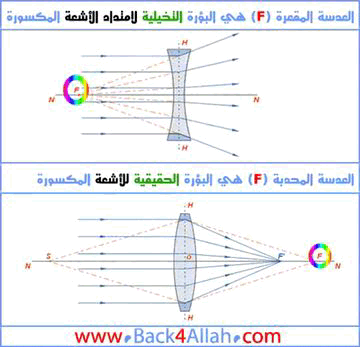 العدسة المقعرة (F) هي البؤرة التخيلية لامتداد الأشعة المكسورة
H
N F N
H
العدسة المحدبة (F) هي البؤرة الحقيقية للأشعة المكسورة
H
S O F F
N N
H
www.Back4Allah.com